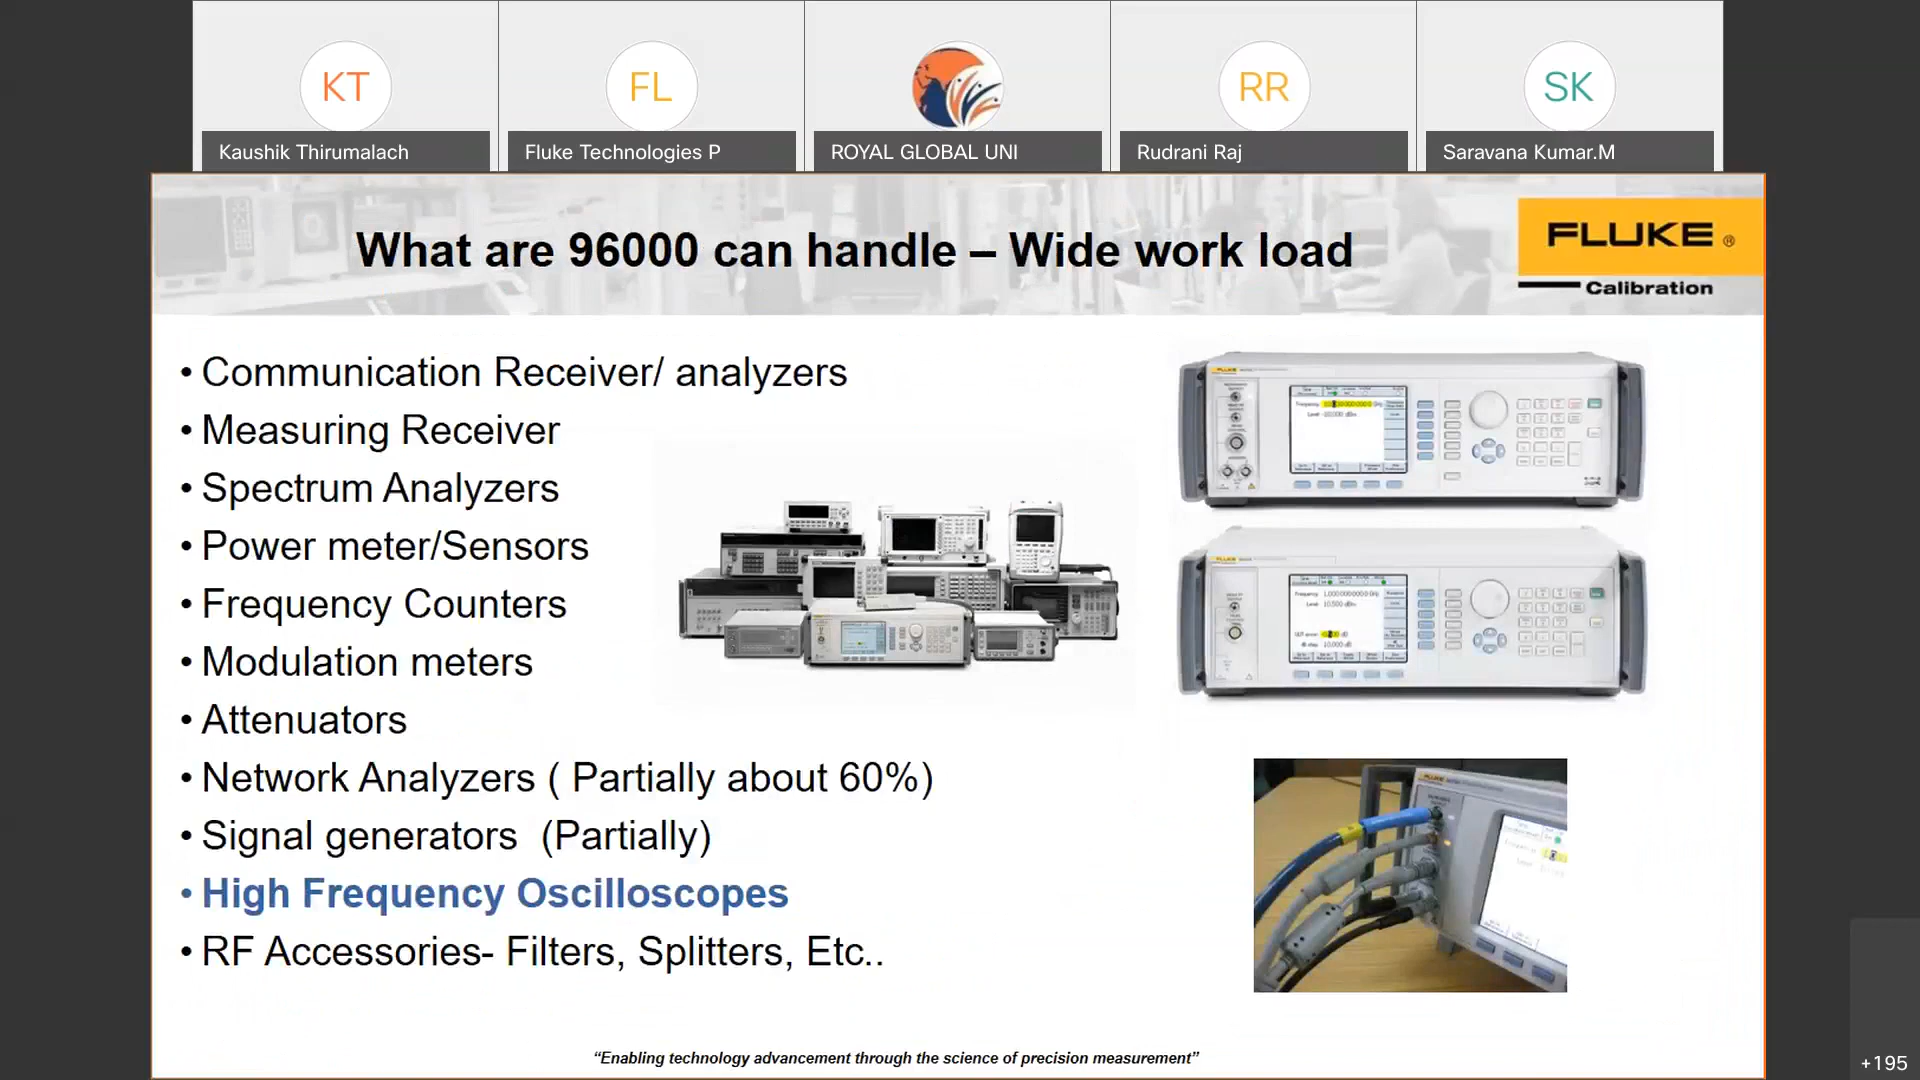 KT
FL
RR
SK
Kaushik Thirumalach
Fluke Technologies P
ROYAL GLOBAL UNI
Rudrani Raj
Saravana Kumar.M
What are 96000 can handle – Wide work load
FLUKE ®
Calibration
• Communication Receiver/ analyzers
• Measuring Receiver
• Spectrum Analyzers
• Power meter/Sensors
• Frequency Counters
• Modulation meters
• Attenuators
• Network Analyzers ( Partially about 60%)
• Signal generators (Partially)
• High Frequency Oscilloscopes
• RF Accessories- Filters, Splitters, Etc..
FLUKE
FLUKE
FLUKE
“Enabling technology advancement through the science of precision measurement”
+195